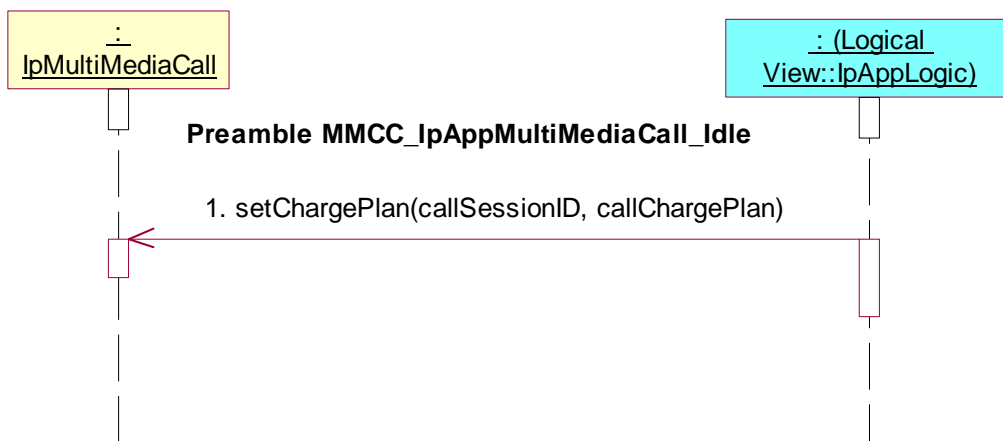 :
IpMultiMediaCall
: (Logical
View::IpAppLogic)
Preamble MMCC_IpAppMultiMediaCall_Idle
1. setChargePlan(callSessionID, callChargePlan)